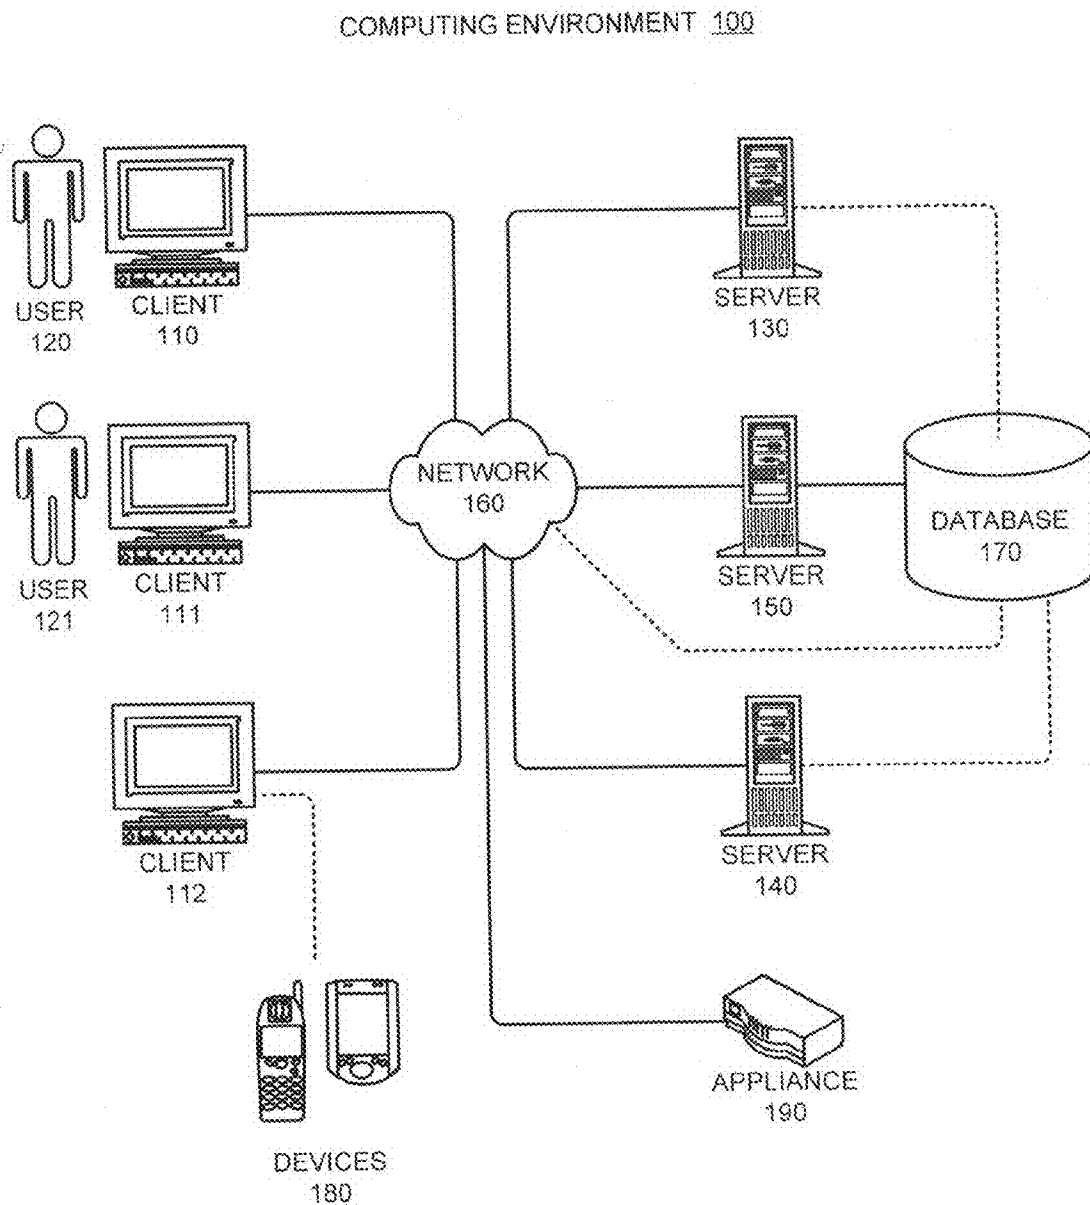 COMPUTING ENVIRONMENT 100
USER
120
CLIENT
110
SERVER
130
USER
121
CLIENT
111
NETWORK
160
SERVER
150
DATABASE
170
CLIENT
112
SERVER
140
DEVICES
180
APPLIANCE
190